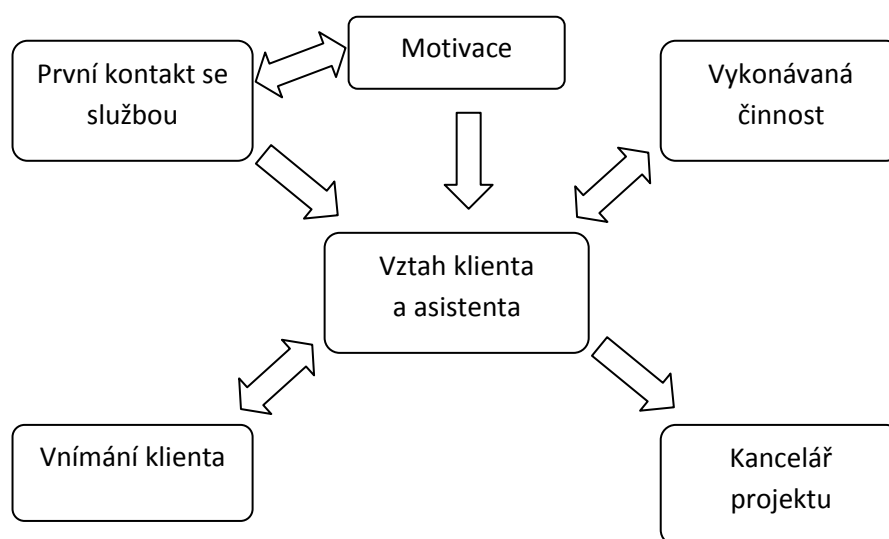 První kontakt se
službou
Motivace
Vykonávaná
činnost
Vztah klienta
a asistenta
Vnímání klienta
Kancelář
projektu